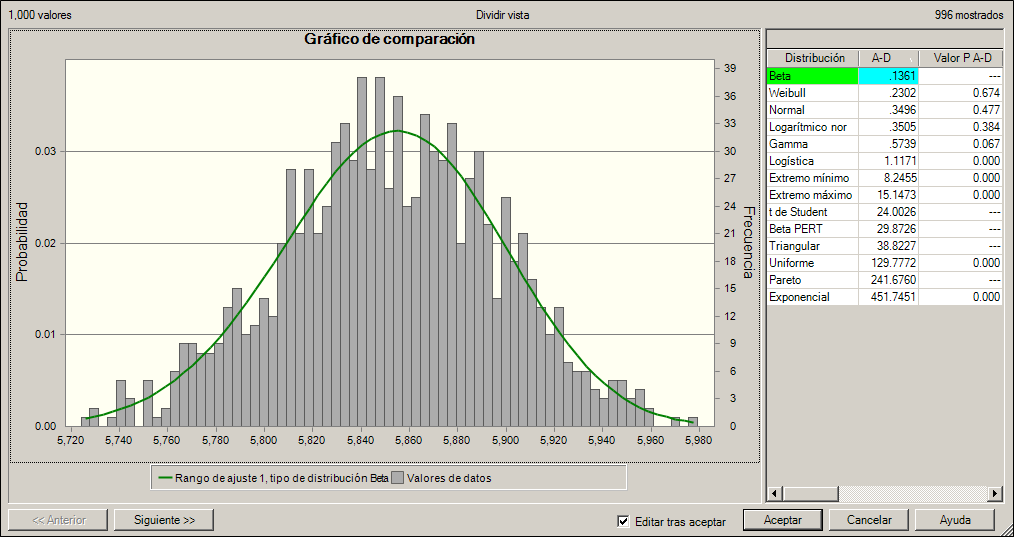 1,000 valores Dividir vista 996 mostrados
Gráfico de comparación
Probabilidad
0.03
0.02
0.01
0.00
39
36
33
30
27
24
21
18
15
12
9
6
3
0
Frecuencia
5,720 5,740 5,760 5,780 5,800 5,820 5,840 5,860 5,880 5,900 5,920 5,940 5,960 5,980
Rango de ajuste 1, tipo de distribución Beta Valores de datos
Distribución A-D Valor P A-D
Beta .1361 ---
Weibull .2302 0.674
Normal .3496 0.477
Logarítmico nor .3505 0.384
Gamma .5739 0.067
Logística 1.1171 0.000
Extremo mínimo 8.2455 0.000
Extremo máximo 15.1473 0.000
t de Student 24.0026 ---
Beta PERT 29.8726 ---
Triangular 38.8227 ---
Uniforme 129.7772 0.000
Pareto 241.6760 ---
Exponencial 451.7451 0.000
<< Anterior Siguiente >> Editar tras aceptar Aceptar Cancelar Ayuda